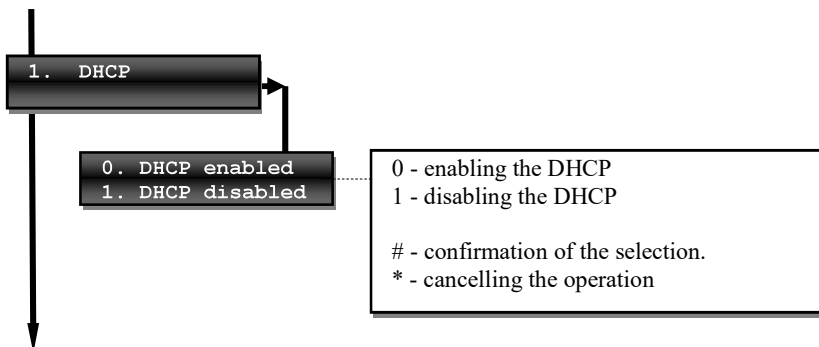 1. DHCP
0. DHCP enabled
1. DHCP disabled
0 - enabling the DHCP
1 - disabling the DHCP
# - confirmation of the selection.
* - cancelling the operation